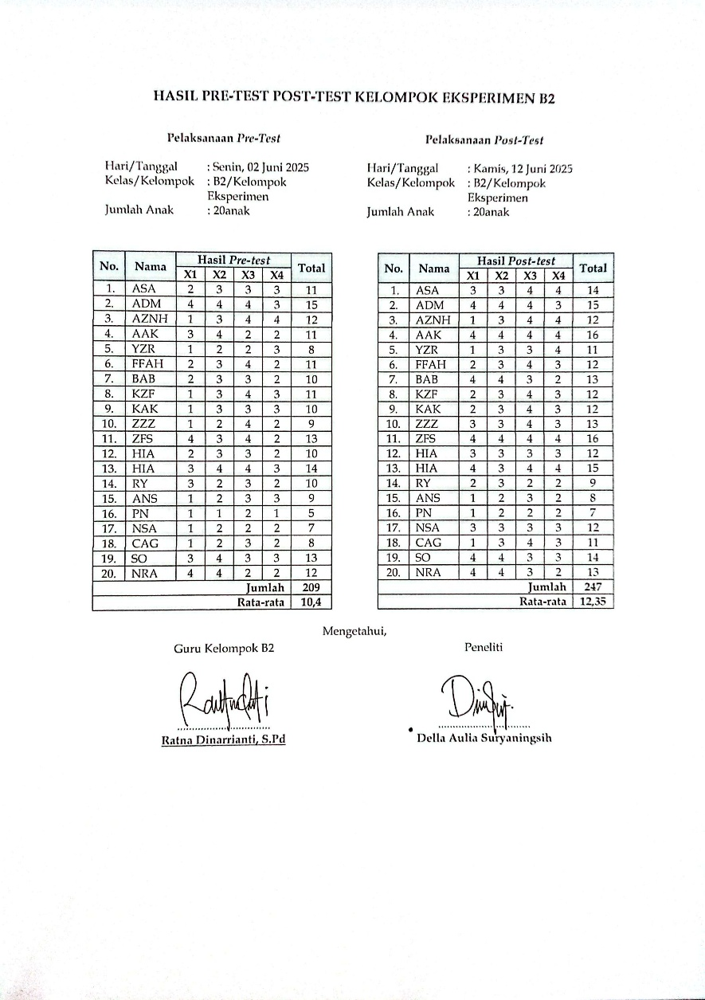 HASIL PRE-TEST POST-TEST KELOMPOK EKSPERIMEN B2
Pelaksanaan Pre-Test
Hari/Tanggal : Senin, 02 Juni 2025
Kelas/Kelompok : B2/Kelompok
Eksperimen
Jumlah Anak : 20anak
Pelaksanaan Post-Test
Hari/Tanggal : Kamis, 12 Juni 2025
Kelas/Kelompok : B2/Kelompok
Eksperimen
Jumlah Anak : 20anak
No. Nama Hasil Pre-test Total
X1 X2 X3 X4
1. ASA 2 3 3 3 11
2. ADM 4 4 4 3 15
3. AZNH 1 3 4 4 12
4. AAK 3 4 2 2 11
5. YZR 1 2 2 3 8
6. FFAH 2 3 4 2 11
7. BAB 2 3 3 2 10
8. KZF 1 3 4 3 11
9. KAK 1 3 3 3 10
10. ZZZ 1 2 4 2 9
11. ZFS 4 3 4 2 13
12. HIA 2 3 3 2 10
13. HIA 3 4 4 3 14
14. RY 3 2 3 2 10
15. ANS 1 2 3 3 9
16. PN 1 1 2 1 5
17. NSA 1 2 2 2 7
18. CAG 1 2 3 2 8
19. SO 3 4 3 3 13
20. NRA 4 4 2 2 12
Jumlah 209
Rata-rata 10,4
No. Nama Hasil Post-test Total
X1 X2 X3 X4
1. ASA 3 3 4 4 14
2. ADM 4 4 4 3 15
3. AZNH 1 3 4 4 12
4. AAK 4 4 4 4 16
5. YZR 1 3 3 4 11
6. FFAH 2 3 4 3 12
7. BAB 4 4 3 2 13
8. KZF 2 3 4 3 12
9. KAK 2 3 4 3 12
10. ZZZ 3 3 4 3 13
11. ZFS 4 4 4 4 16
12. HIA 3 3 3 3 12
13. HIA 4 3 4 4 15
14. RY 2 3 2 2 9
15. ANS 1 2 3 2 8
16. PN 1 2 2 2 7
17. NSA 3 3 3 3 12
18. CAG 1 3 4 3 11
19. SO 4 4 3 3 14
20. NRA 4 4 3 2 13
Jumlah 247
Rata-rata 12,35
Mengetahui,
Guru Kelompok B2
Ratna Dinarrianti, S.Pd
Peneliti
Della Aulia Suryaningsih